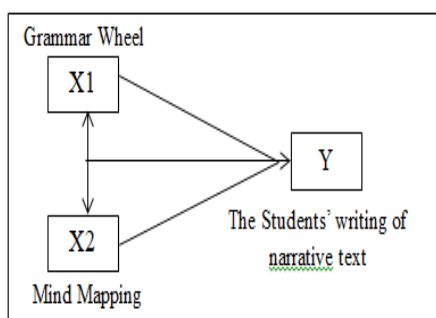 Grammar Wheel
X1
Y
X2
The Students' writing of
narrative text
Mind Mapping